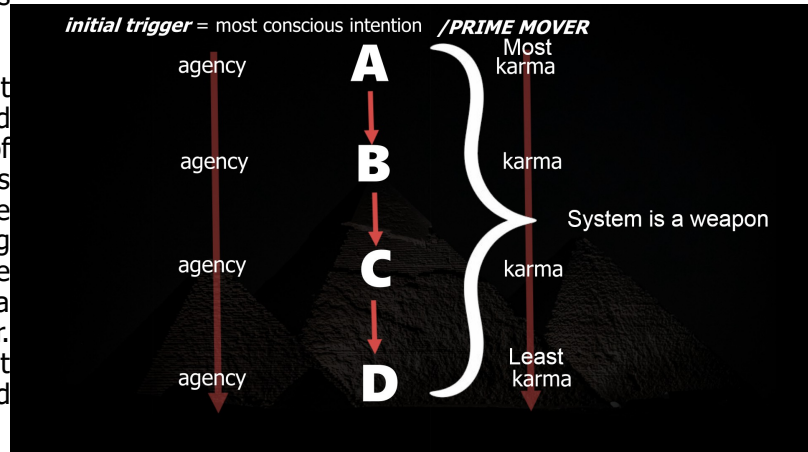 initial trigger = most conscious intention /PRIME MOVER
agency A Most karma
agency B karma
System is a weapon
agency C karma
agency D Least karma